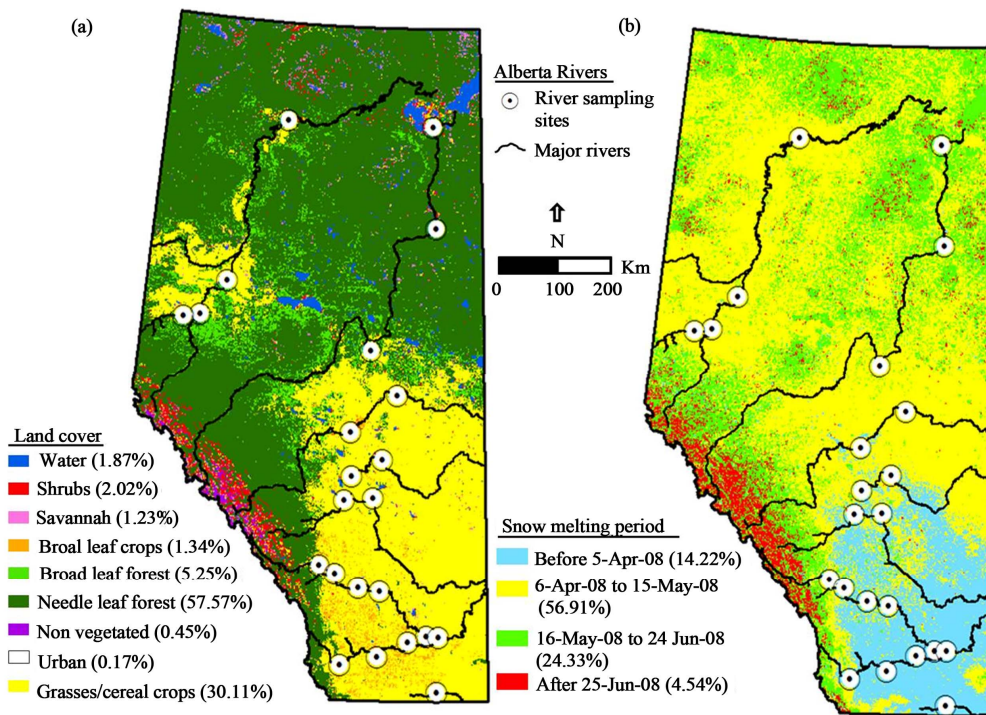 (a)
(b)
Alberta Rivers
River sampling
sites
Major rivers
N
Km
0 100 200
Land cover
Water (1.87%)
Shrubs (2.02%)
Savannah (1.23%)
Broal leaf crops (1.34%)
Broad leaf forest (5.25%)
Needle leaf forest (57.57%)
Non vegetated (0.45%)
Urban (0.17%)
Grasses/cereal crops (30.11%)
Snow melting period
Before 5-Apr-08 (14.22%)
6-Apr-08 to 15-May-08
(56.91%)
16-May-08 to 24 Jun-08
(24.33%)
After 25-Jun-08 (4.54%)